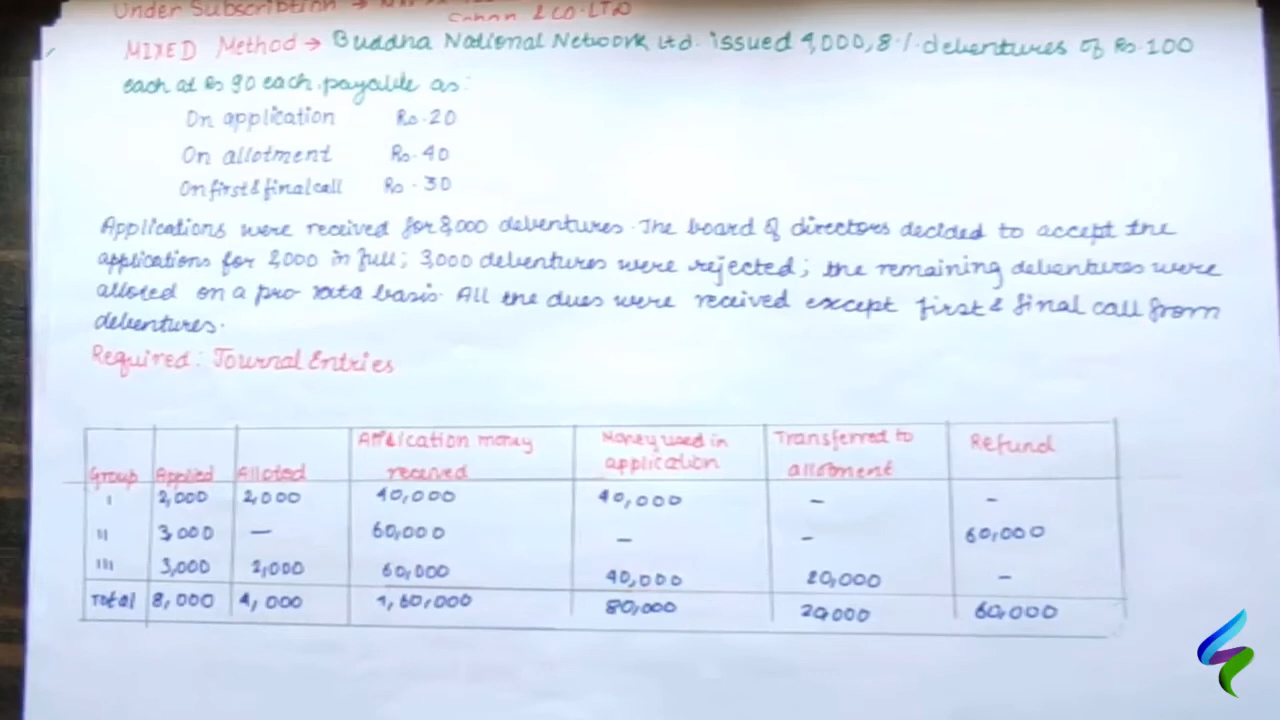 Under Subscription →
Sohan & CO. LTD
MIXED Method → Buddha National Network Ltd. issued 4,000, 8% debentures of Rs. 100
each at Rs 90 each, payable as:
On application Rs. 20
On allotment Rs. 40
On first & final call Rs. 30
Applications were received for 8,000 debentures. The board of directors decided to accept the
applications for 2,000 in full; 3,000 debentures were rejected; the remaining debentures were
alloted on a pro rata basis. All the dues were received except first & final call from
debentures.
Required: Journal Entries
Group Applied Alloted Application money received Money used in application Transferred to allotment Refund
I 2,000 2,000 40,000 40,000 - -
II 3,000 - 60,000 - - 60,000
III 3,000 2,000 60,000 40,000 20,000 -
Total 8,000 4,000 1,60,000 80,000 20,000 60,000